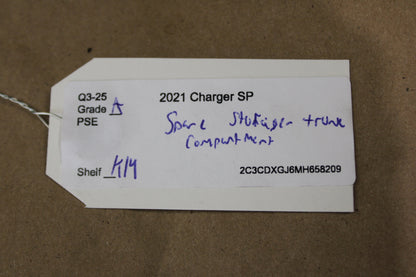 Q3-25 2021 Charger SP
Grade A
PSE
Spare Storage trunk
Compartment
Shelf K14 2C3CDXGJ6MH658209